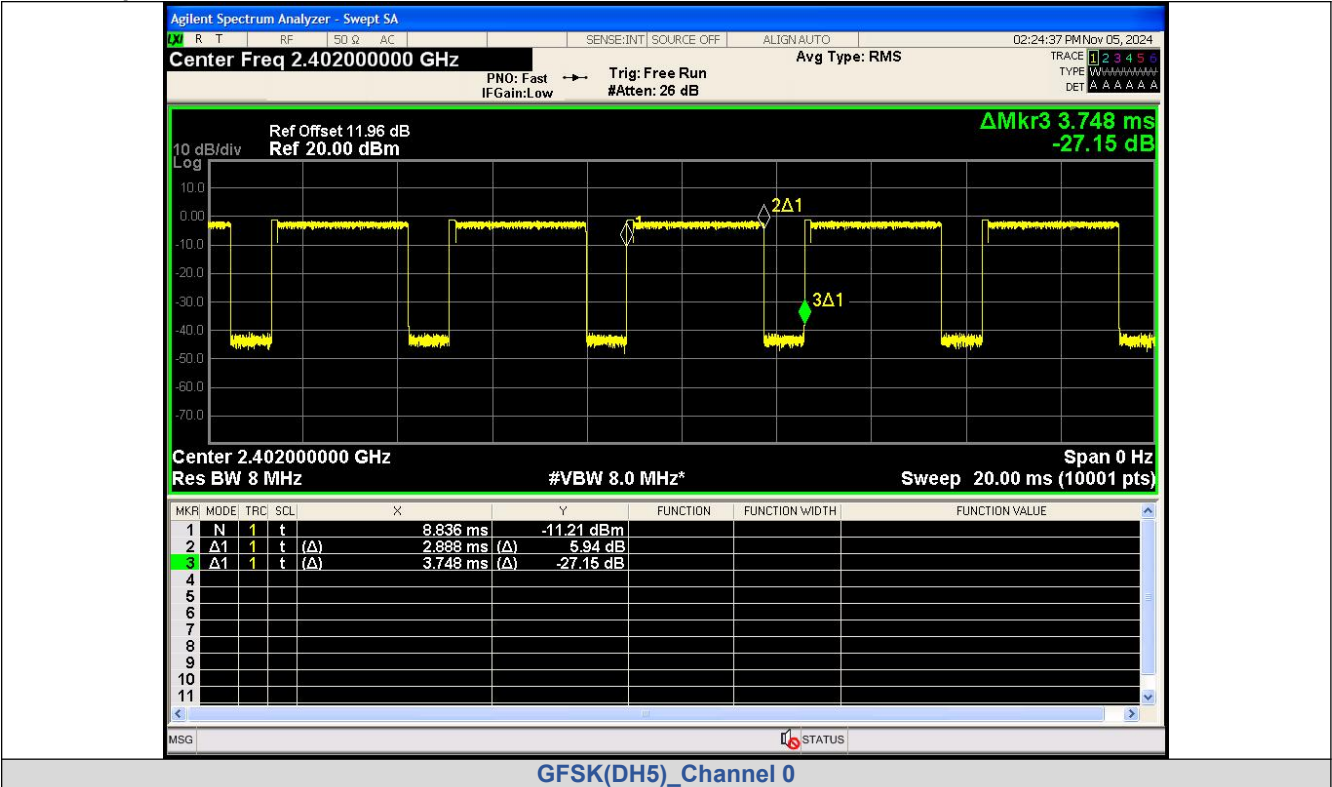 Agilent Spectrum Analyzer - Swept SA
LXI R T RF 50 Ω AC SENSE:INT SOURCE OFF ALIGNAUTO 02:24:37 PMNov 05, 2024
Center Freq 2.402000000 GHz Avg Type: RMS TRACE 1 2 3 4 5 6
PNO: Fast Trig: Free Run TYPE WWWWWW
IFGain:Low #Atten: 26 dB DET A A A A A A
ΔMkr3 3.748 ms
Ref Offset 11.96 dB
10 dB/div Ref 20.00 dBm -27.15 dB
Log
10.0
0.00
-10.0
-20.0
-30.0
-40.0
-50.0
-60.0
-70.0
1
2Δ1
3Δ1
Center 2.402000000 GHz Span 0 Hz
Res BW 8 MHz #VBW 8.0 MHz* Sweep 20.00 ms (10001 pts)
MKR MODE TRC SCL X Y FUNCTION FUNCTION WIDTH FUNCTION VALUE
1 N 1 t 8.836 ms -11.21 dBm
2 Δ1 1 t (Δ) 2.888 ms (Δ) 5.94 dB
3 Δ1 1 t (Δ) 3.748 ms (Δ) -27.15 dB
4
5
6
7
8
9
10
11
MSG STATUS
GFSK(DH5)_Channel 0